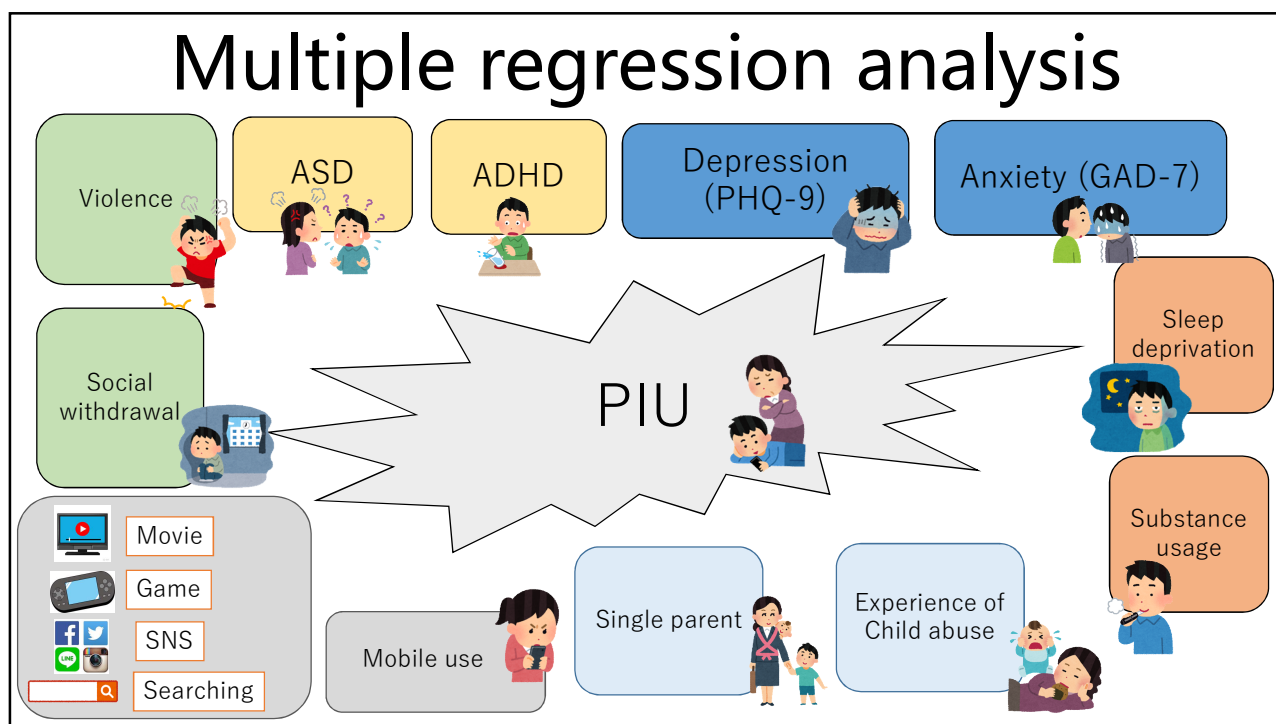 Multiple regression analysis
Violence
ASD
ADHD
Depression
(PHQ-9)
Anxiety (GAD-7)
Sleep
deprivation
Social
withdrawal
PIU
Substance
usage
Movie
Game
SNS
LINE
Searching
Mobile use
Single parent
Experience of
Child abuse